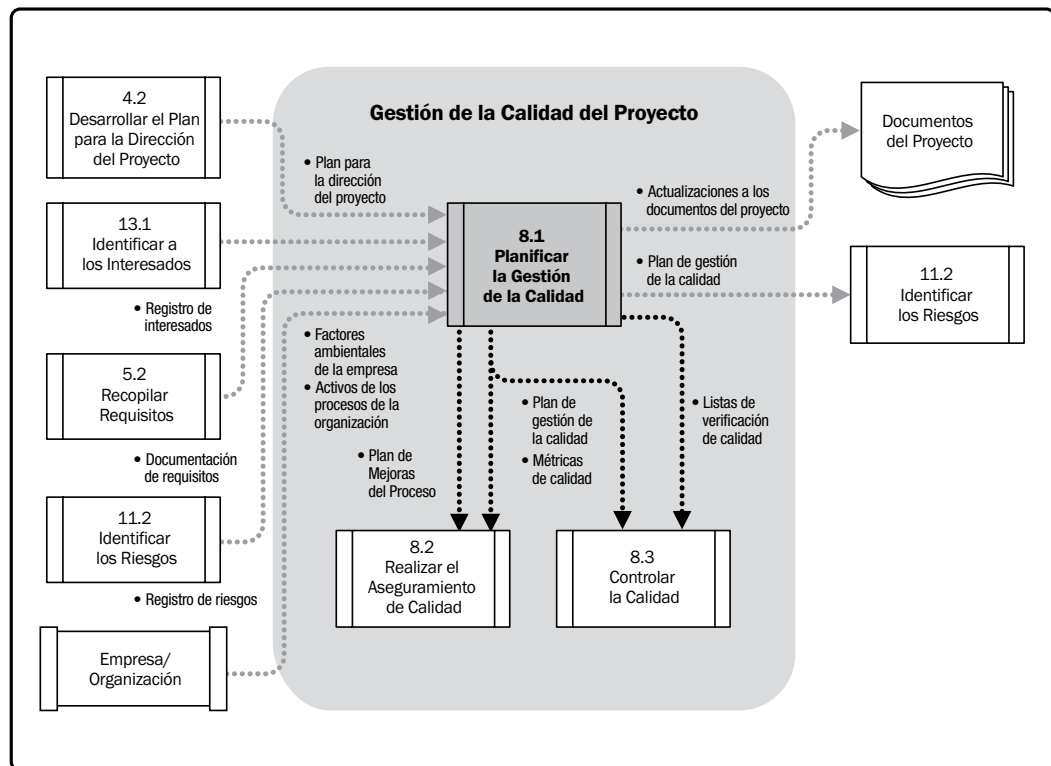 Gestión de la Calidad del Proyecto
4.2
Desarrollar el Plan
para la Dirección
del Proyecto
• Plan para
la dirección
del proyecto
13.1
Identificar a
los Interesados
• Registro de
interesados
5.2
Recopilar
Requisitos
• Documentación
de requisitos
11.2
Identificar
los Riesgos
• Registro de riesgos
Empresa/
Organización
• Factores
ambientales
de la empresa
• Activos de los
procesos de la
organización
8.1
Planificar
la Gestión
de la Calidad
• Actualizaciones a los
documentos del proyecto
• Plan de gestión
de la calidad
Documentos
del Proyecto
11.2
Identificar
los Riesgos
• Plan de
Mejoras
del Proceso
• Plan de
gestión de
la calidad
• Métricas
de calidad
• Listas de
verificación
de calidad
8.2
Realizar el
Aseguramiento
de Calidad
8.3
Controlar
la Calidad